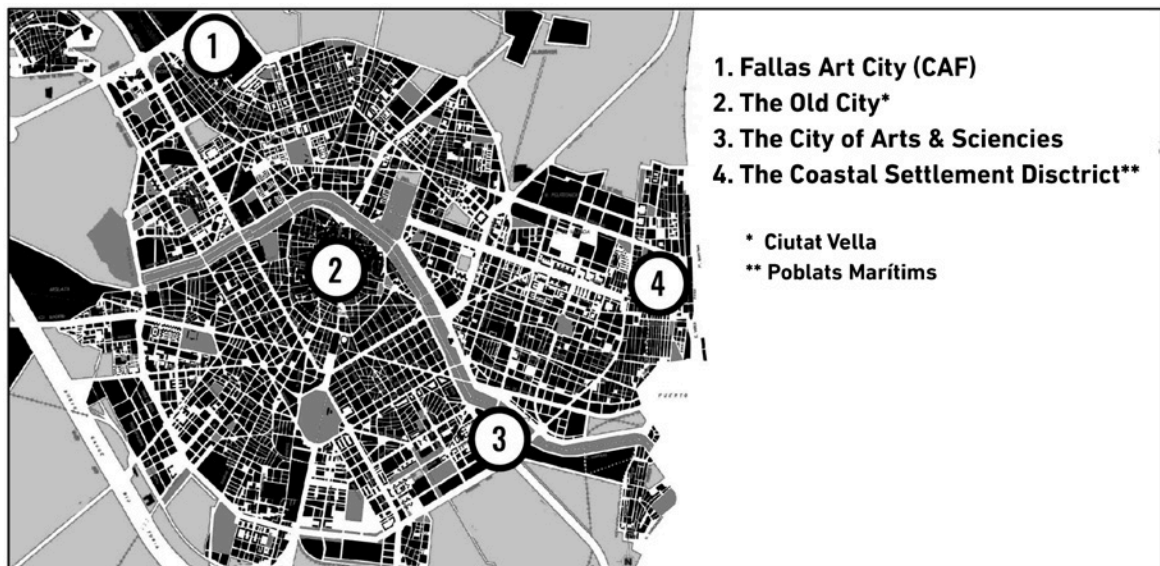 1
2
3
4
1. Fallas Art City (CAF)
2. The Old City*
3. The City of Arts & Sciencies
4. The Coastal Settlement Disctrict**
* Ciutat Vella
** Poblats Marítims
PUERTO
N